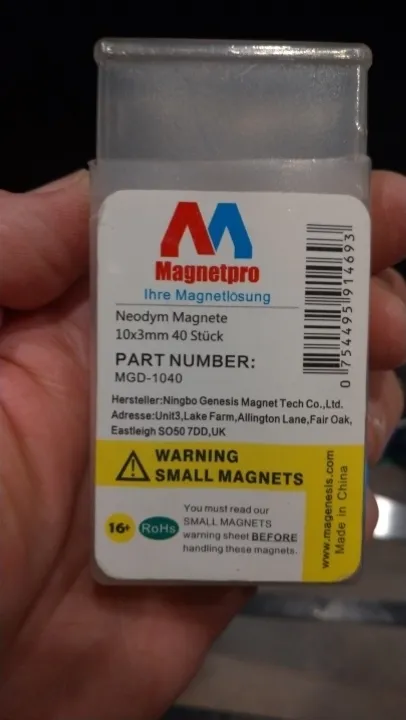 Magnetpro
Ihre Magnetlösung
Neodym Magnete
10x3mm 40 Stück
PART NUMBER:
MGD-1040
Hersteller:Ningbo Genesis Magnet Tech Co.,Ltd.
Adresse:Unit3,Lake Farm,Allington Lane,Fair Oak,
Eastleigh SO50 7DD,UK
WARNING
SMALL MAGNETS
16+
RoHs
You must read our
SMALL MAGNETS
warning sheet BEFORE
handling these magnets.
0 754495 914693
www.magenesis.com
Made in China